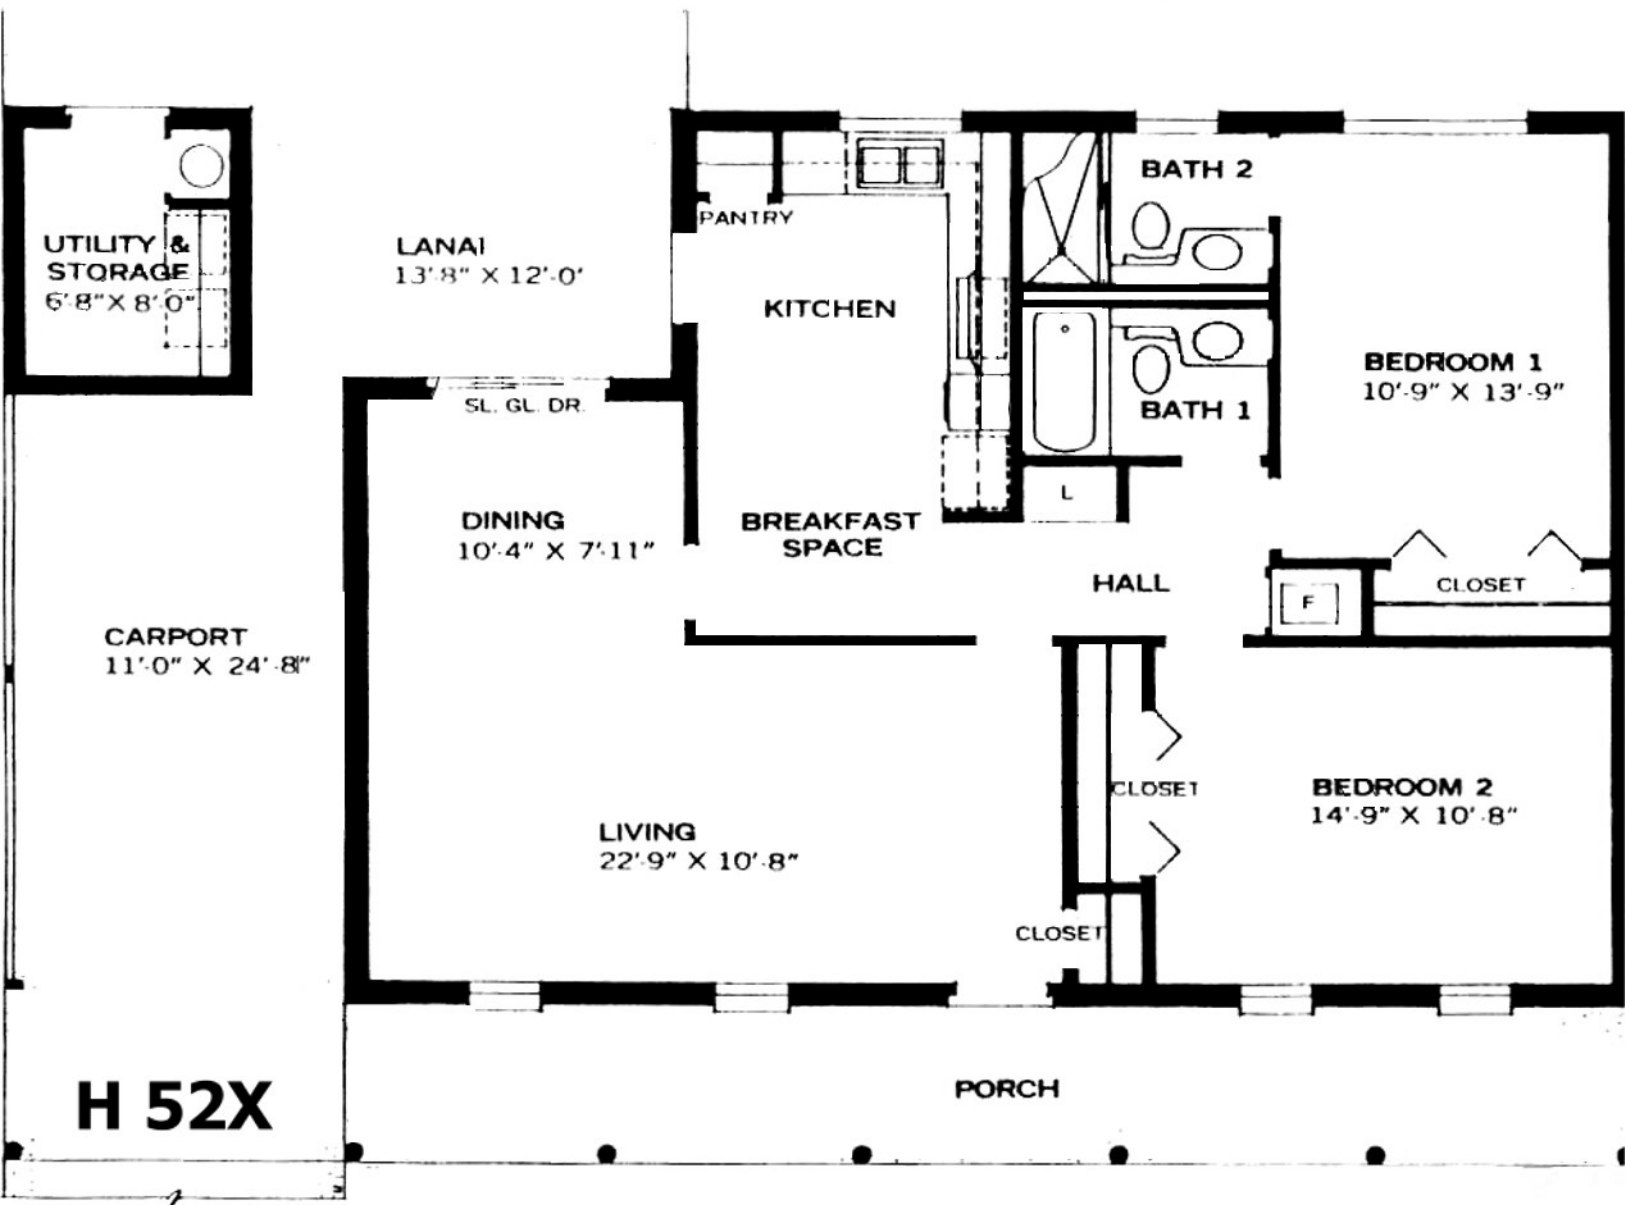 BATH 2
PANTRY
UTILITY &
STORAGE
6'-8" X 8'-0"
LANAI
13'-8" X 12'-0'
KITCHEN
BEDROOM 1
10'-9" X 13'-9"
SL. GL. DR.
BATH 1
L
DINING
10'-4" X 7'-11"
BREAKFAST
SPACE
HALL
CLOSET
F
CARPORT
11'-0" X 24'-8"
CLOSET
BEDROOM 2
14'-9" X 10'-8"
LIVING
22'-9" X 10'-8"
CLOSET
PORCH
H 52X